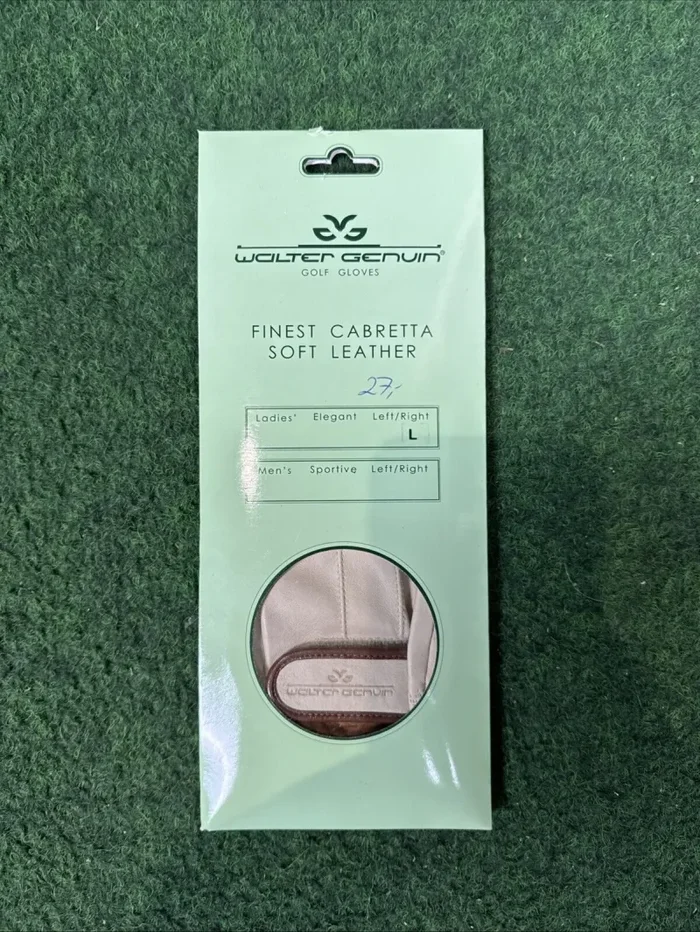 WALTER GENUIN®
GOLF GLOVES
FINEST CABRETTA
SOFT LEATHER
27,-
Ladies' Elegant Left/Right
L
Men's Sportive Left/Right
WALTER GENUIN